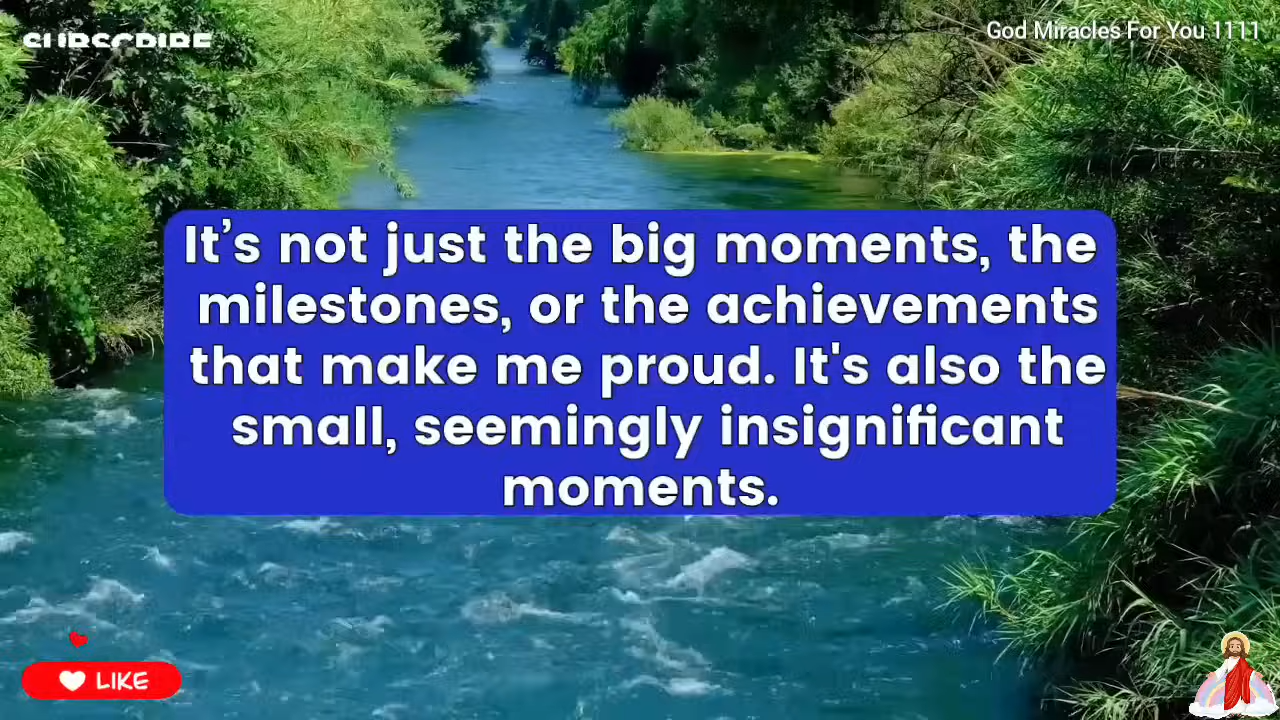 SUBSCRIBE
God Miracles For You 1111
It’s not just the big moments, the
milestones, or the achievements
that make me proud. It's also the
small, seemingly insignificant
moments.
LIKE